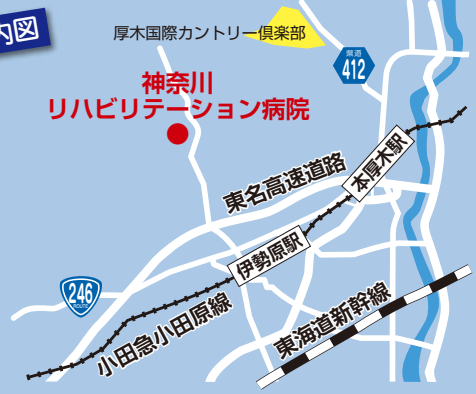 内図
厚木国際カントリー倶楽部
県道
412
神奈川
リハビリテーション病院
本厚木駅
東名高速道路
伊勢原駅
246
ROUTE
小田急小田原線
東海道新幹線